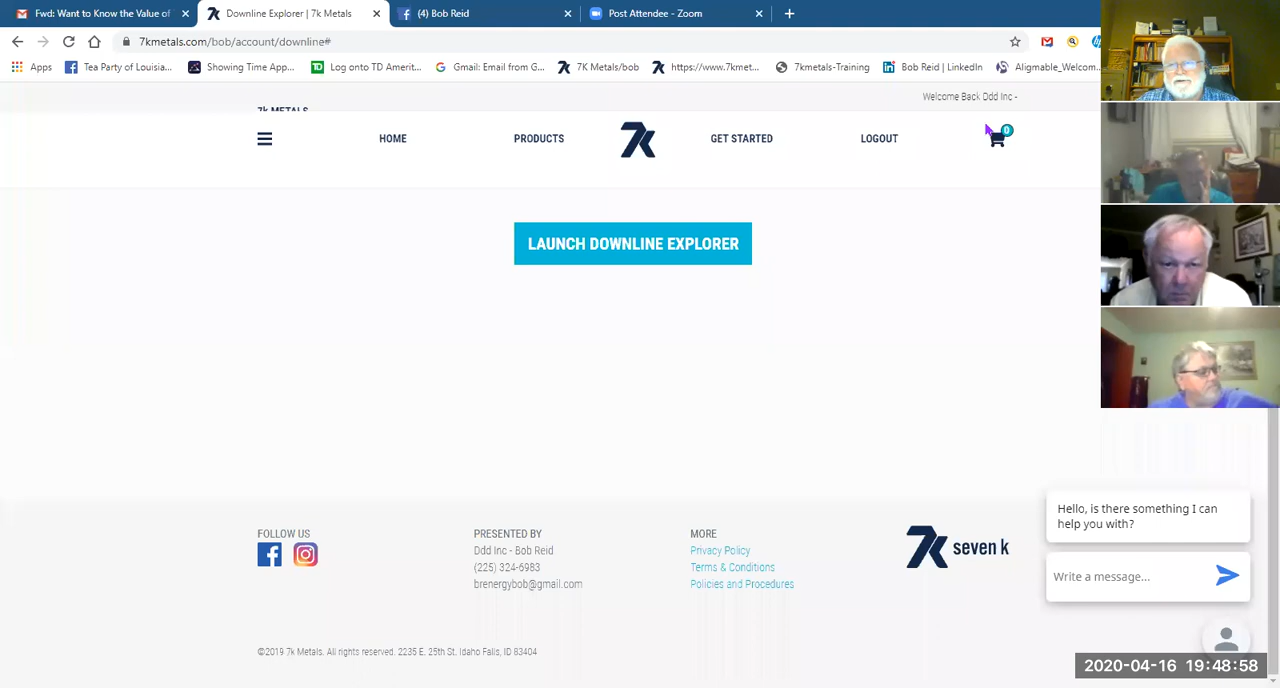 Fwd: Want to Know the Value of
Downline Explorer | 7k Metals
(4) Bob Reid
Post Attendee - Zoom
7kmetals.com/bob/account/downline#
Apps
Tea Party of Louisia...
Showing Time App...
Log onto TD Amerit...
Gmail: Email from G...
7K Metals/bob
https://www.7kmet...
7kmetals-Training
Bob Reid | LinkedIn
Alignable_Welcom...
Welcome Back Ddd Inc -
7k METALS
HOME
PRODUCTS
7k
GET STARTED
LOGOUT
0
LAUNCH DOWNLINE EXPLORER
FOLLOW US
PRESENTED BY
Ddd Inc - Bob Reid
(225) 324-6983
brenergybob@gmail.com
MORE
Privacy Policy
Terms & Conditions
Policies and Procedures
7k seven k
©2019 7k Metals. All rights reserved. 2235 E. 25th St. Idaho Falls, ID 83404
Hello, is there something I can
help you with?
Write a message...
2020-04-16 19:48:58